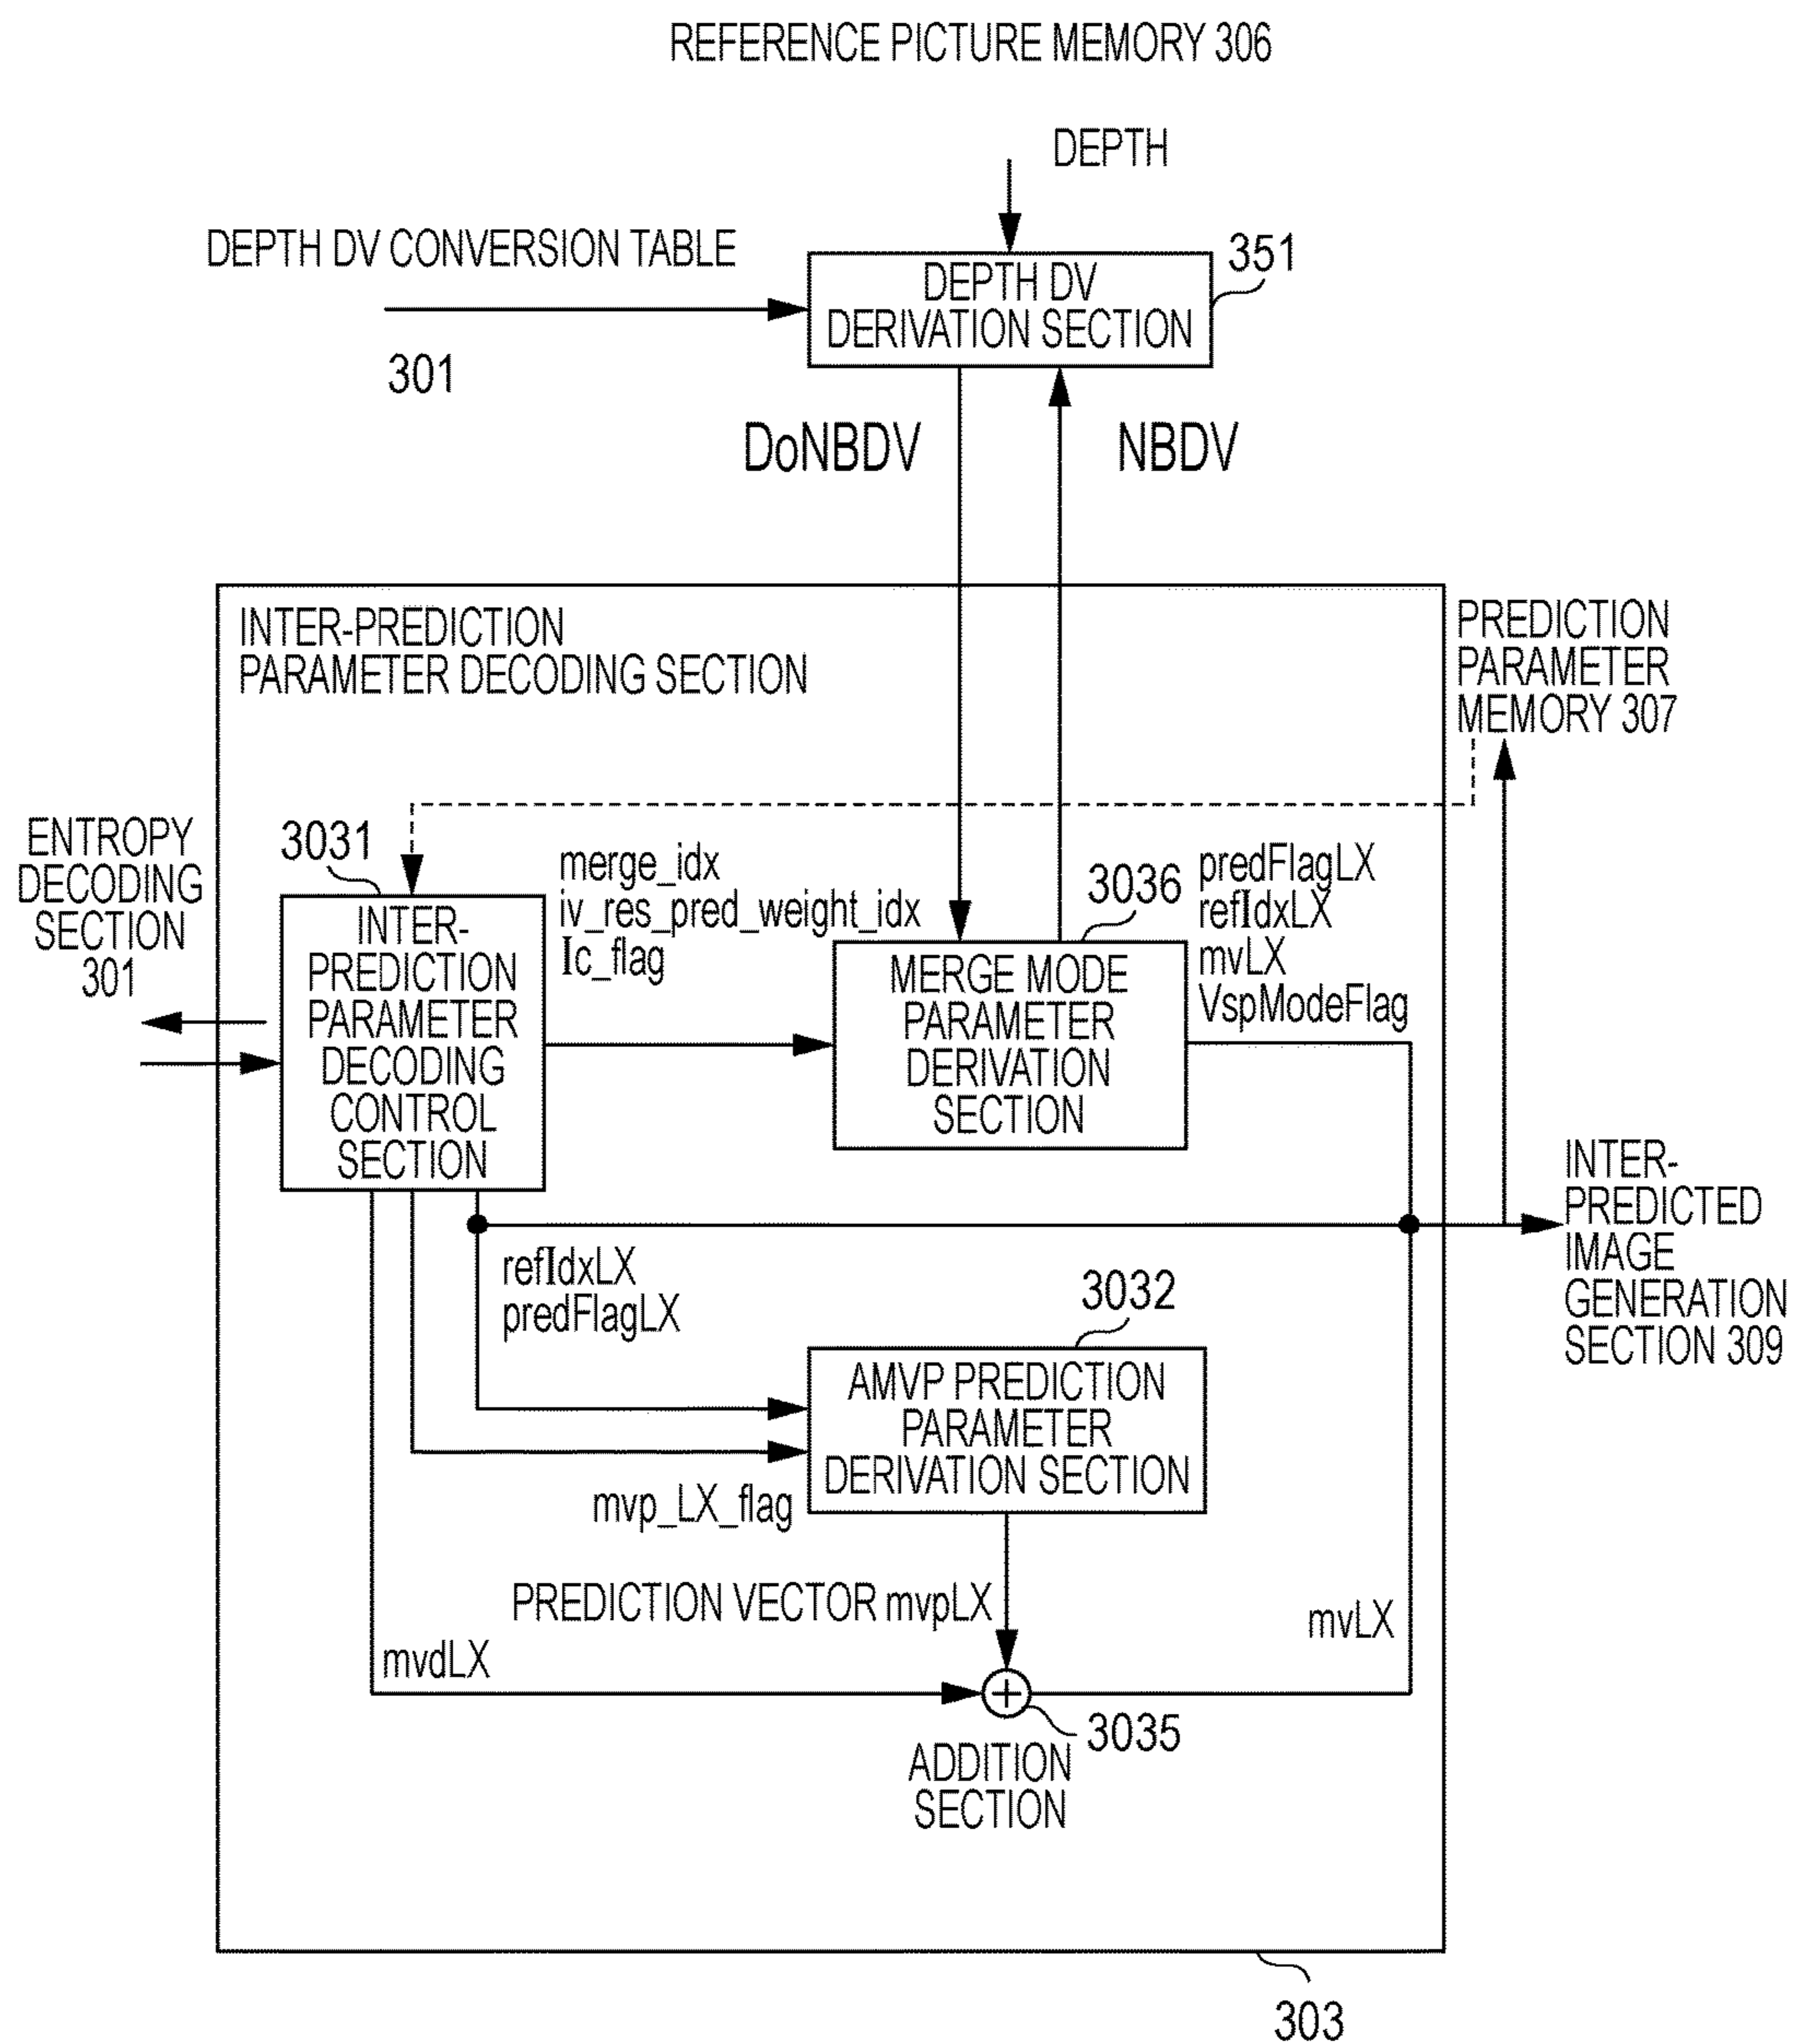 REFERENCE PICTURE MEMORY 306
DEPTH
DEPTH DV CONVERSION TABLE
301
351
DEPTH DV
DERIVATION SECTION
DoNBDV
NBDV
INTER-PREDICTION
PARAMETER DECODING SECTION
PREDICTION
PARAMETER
MEMORY 307
ENTROPY
DECODING
SECTION
301
3031
INTER-
PREDICTION
PARAMETER
DECODING
CONTROL
SECTION
merge_idx
iv_res_pred_weight_idx
Ic_flag
3036
MERGE MODE
PARAMETER
DERIVATION
SECTION
predFlagLX
refIdxLX
mvLX
VspModeFlag
INTER-
PREDICTED
IMAGE
GENERATION
SECTION 309
refIdxLX
predFlagLX
3032
AMVP PREDICTION
PARAMETER
DERIVATION SECTION
mvp_LX_flag
PREDICTION VECTOR mvpLX
mvLX
mvdLX
+
3035
ADDITION
SECTION
303